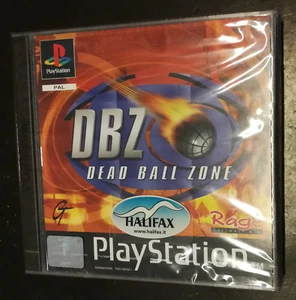 PlayStation
PAL
DBZ
DEAD BALL ZONE
HALIFAX
www.halifax.it
Rage
PlayStation